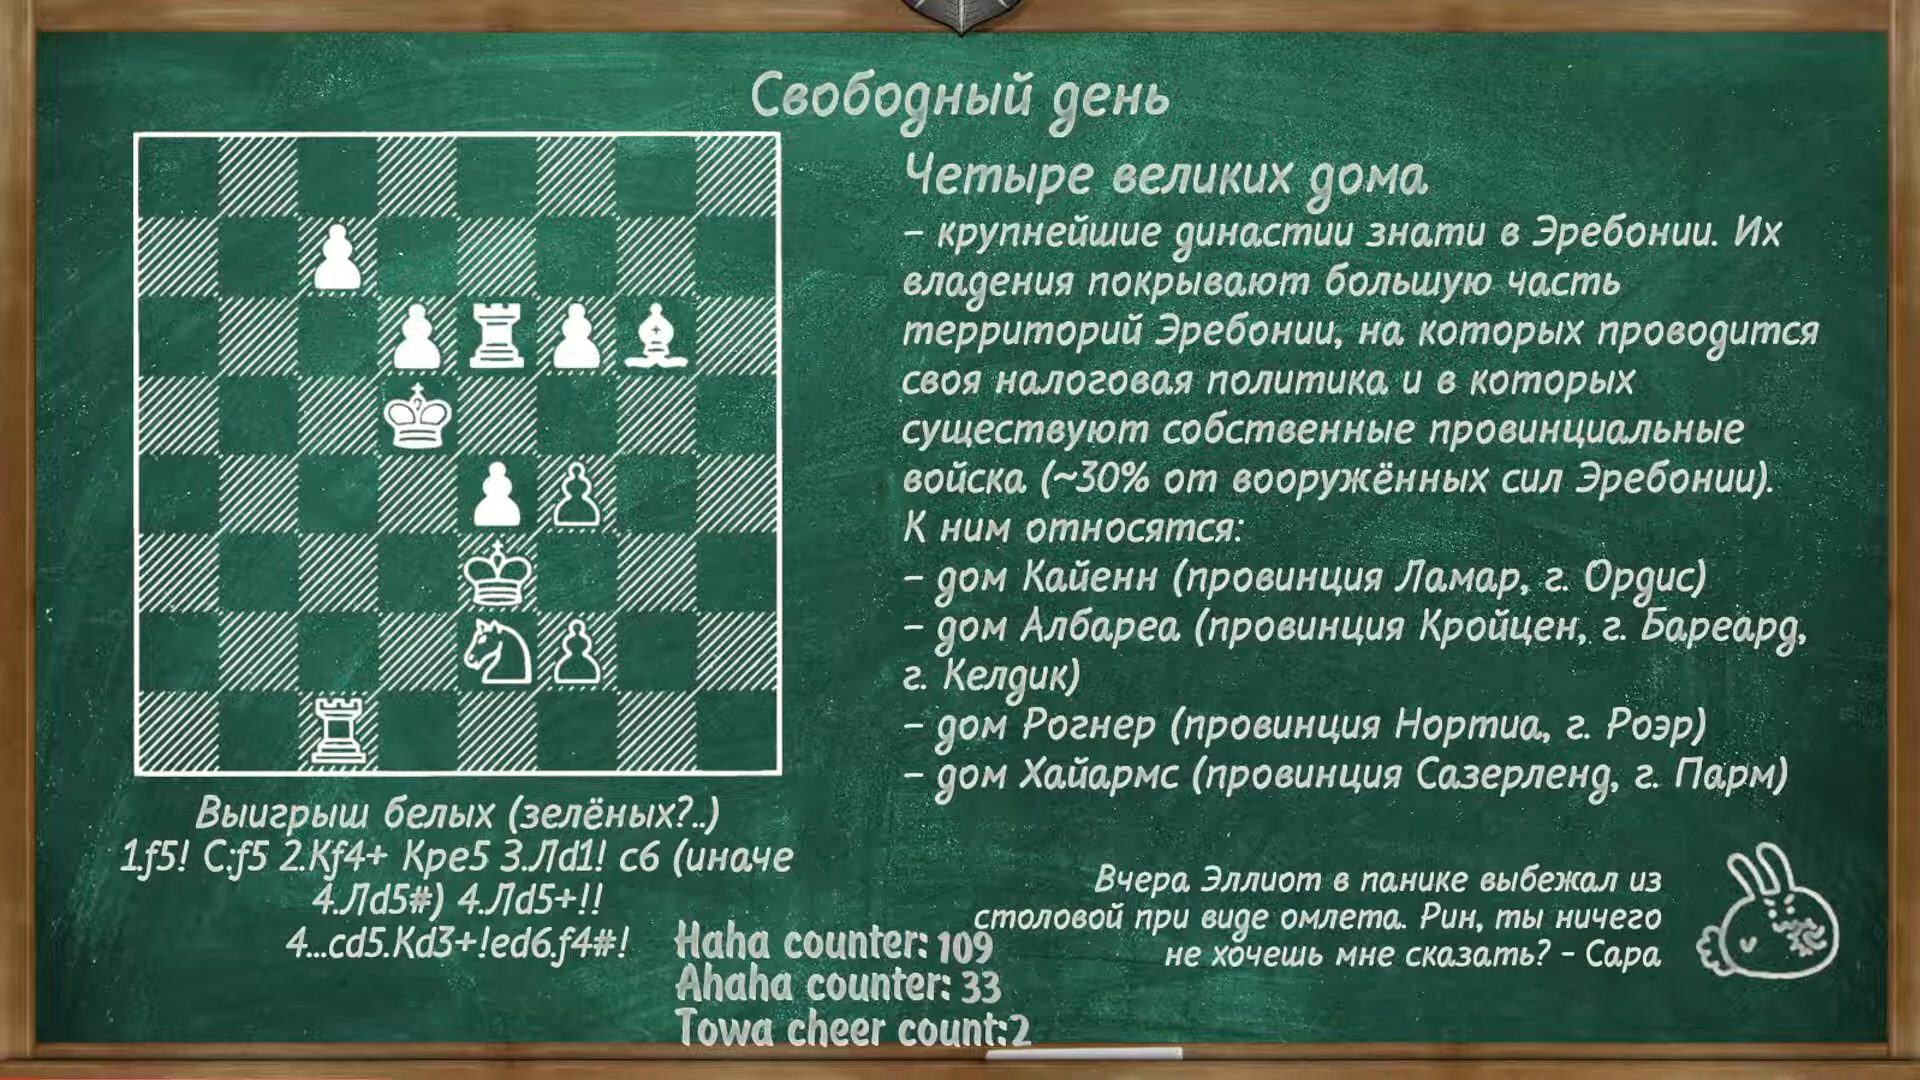 Свободный день
Четыре великих дома
– крупнейшие династии знати в Эребонии. Их
владения покрывают большую часть
территорий Эребонии, на которых проводится
своя налоговая политика и в которых
существуют собственные провинциальные
войска (~30% от вооружённых сил Эребонии).
К ним относятся:
– дом Кайенн (провинция Ламар, г. Ордис)
– дом Албареа (провинция Кройцен, г. Бареард,
г. Келдик)
– дом Рогнер (провинция Нортиа, г. Роэр)
– дом Хайармс (провинция Сазерленд, г. Парм)
Выигрыш белых (зелёных?..)
1.f5! C:f5 2.Kf4+ Kpe5 3.Лd1! c6 (иначе
4.Лd5#) 4.Лd5+!!
4...cd5.Kd3+!ed6.f4#!
Haha counter: 109
Ahaha counter: 33
Towa cheer count:2
Вчера Эллиот в панике выбежал из
столовой при виде омлета. Рин, ты ничего
не хочешь мне сказать? - Сара